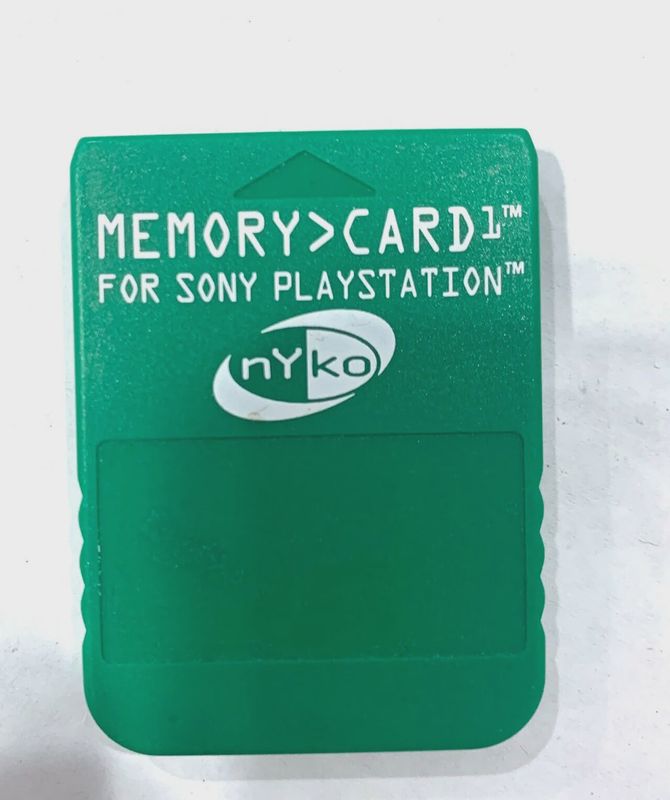 MEMORY>CARD1™
FOR SONY PLAYSTATION™
nYko